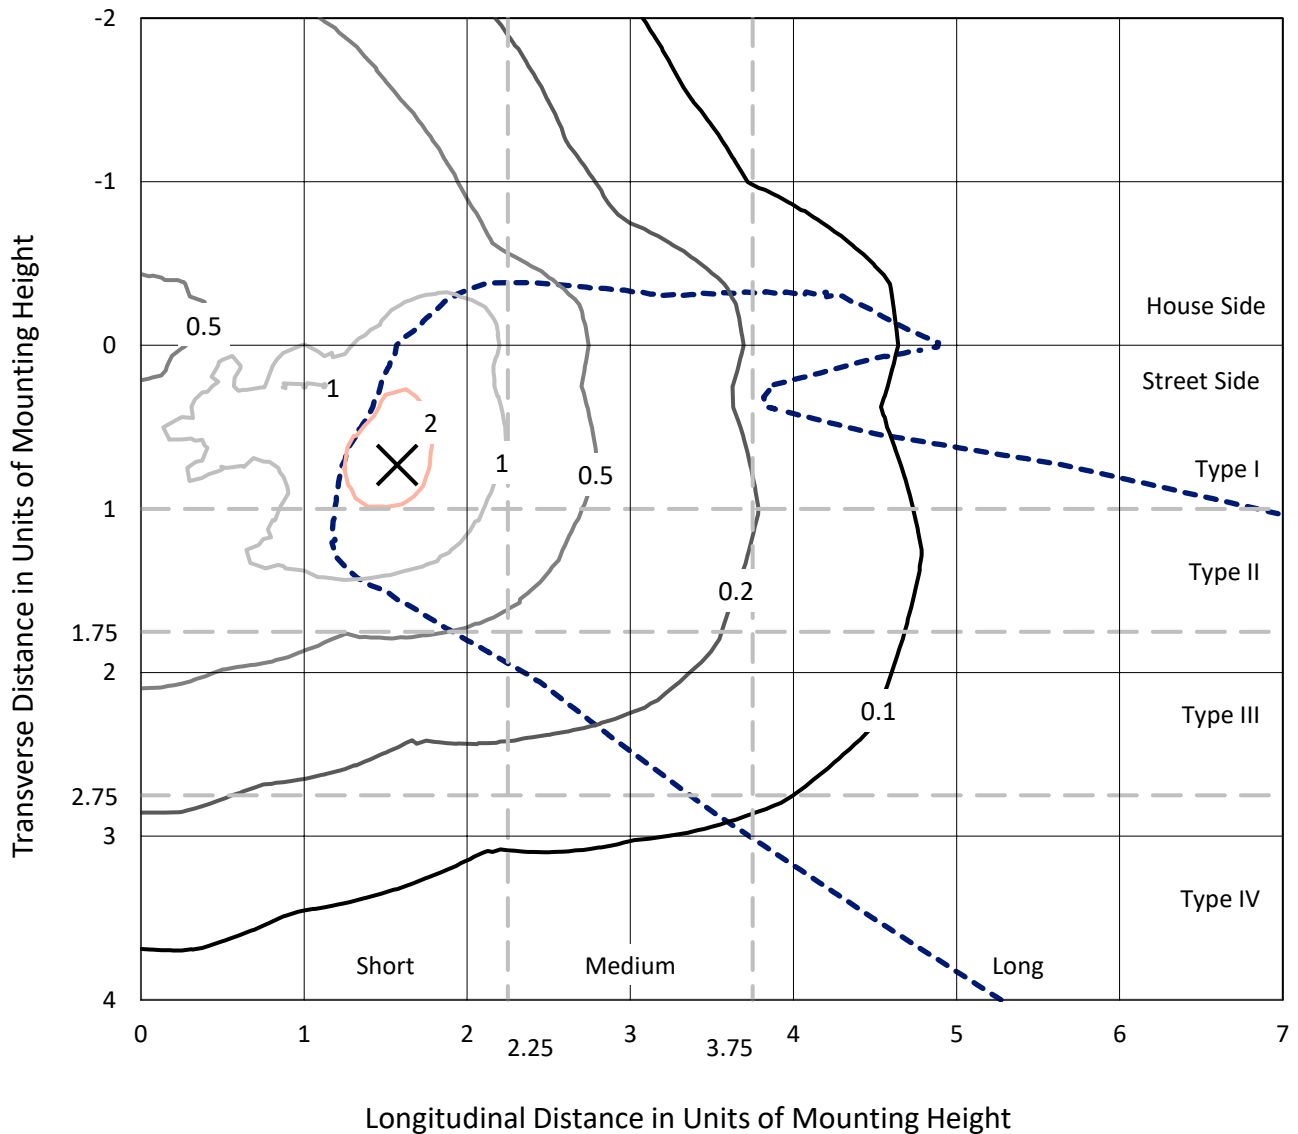 -2
-1
0
1
1.75
2
2.75
3
4
Transverse Distance in Units of Mounting Height
0.5
1
2
1
0.5
0.2
0.1
House Side
Street Side
Type I
Type II
Type III
Type IV
Short
Medium
Long
0
1
2
2.25
3
3.75
4
5
6
7
Longitudinal Distance in Units of Mounting Height